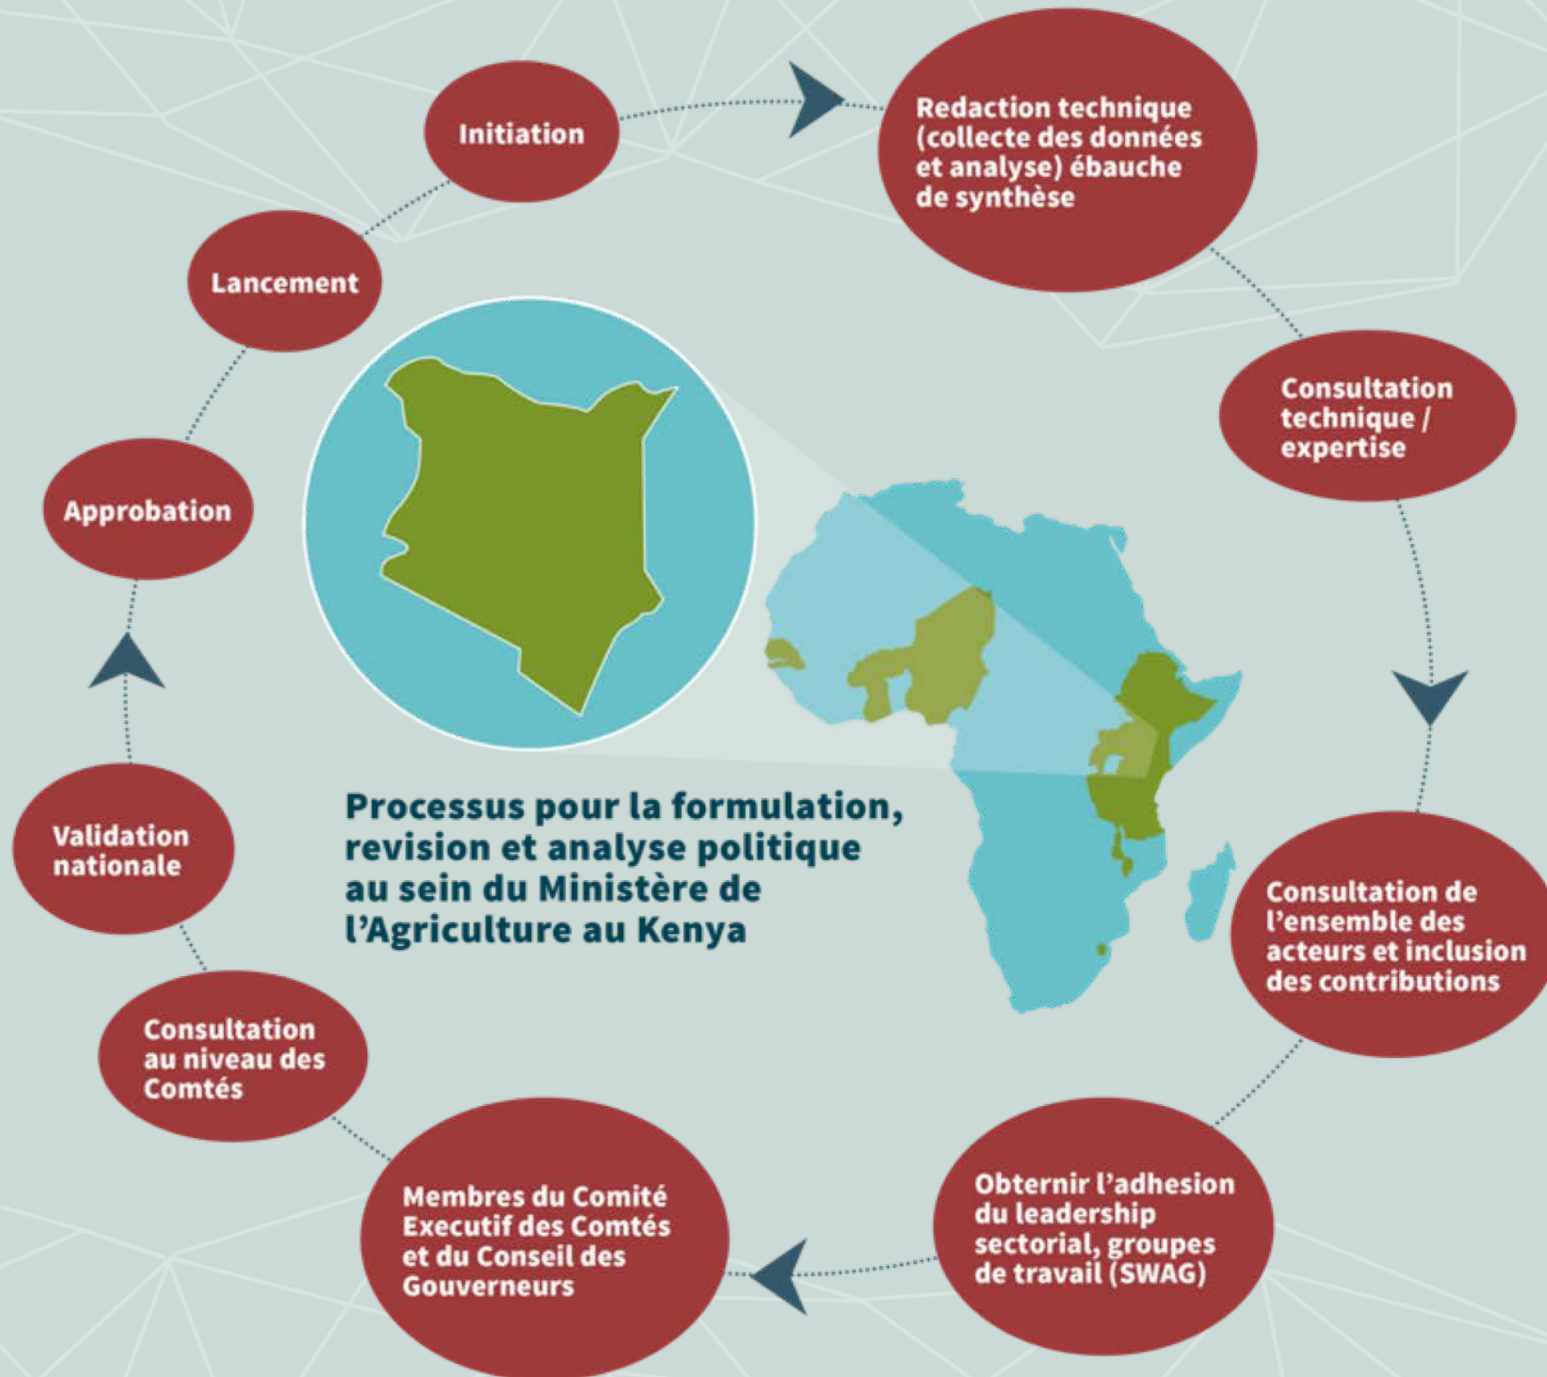 Initiation
Redaction technique
(collecte des données
et analyse) ébauche
de synthèse
Lancement
Consultation
technique /
expertise
Approbation
Processus pour la formulation,
revision et analyse politique
au sein du Ministère de
l’Agriculture au Kenya
Validation
nationale
Consultation de
l’ensemble des
acteurs et inclusion
des contributions
Consultation
au niveau des
Comtés
Membres du Comité
Executif des Comtés
et du Conseil des
Gouverneurs
Obternir l’adhesion
du leadership
sectorial, groupes
de travail (SWAG)